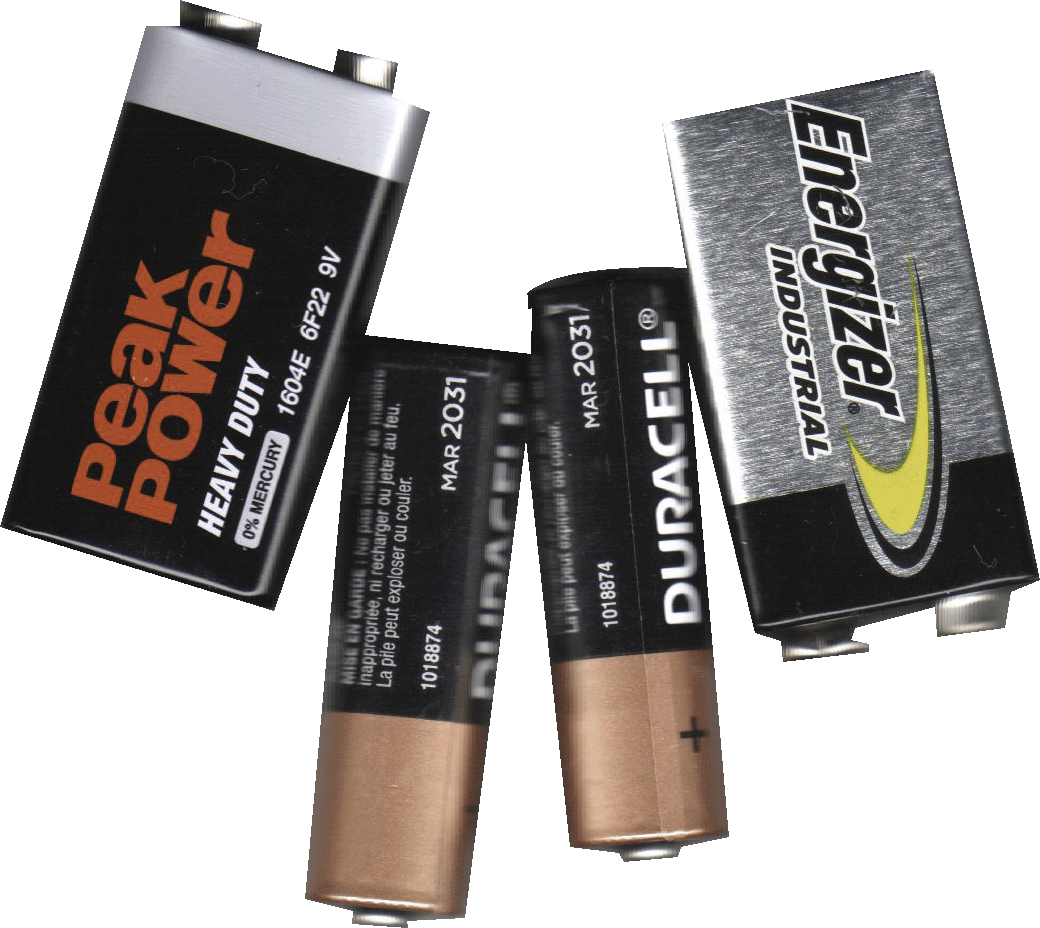 Peak
Power
HEAVY DUTY
0% MERCURY
1604E 6F22 9V
MISE EN GARDE : Ne pas installer de manière
inappropriée, ni recharger ou jeter au feu.
La pile peut exploser ou couler.
1018874
MAR 2031
DURACELL®
La pile peut exploser ou couler.
1018874
MAR 2031
DURACELL®
+
Energizer®
INDUSTRIAL